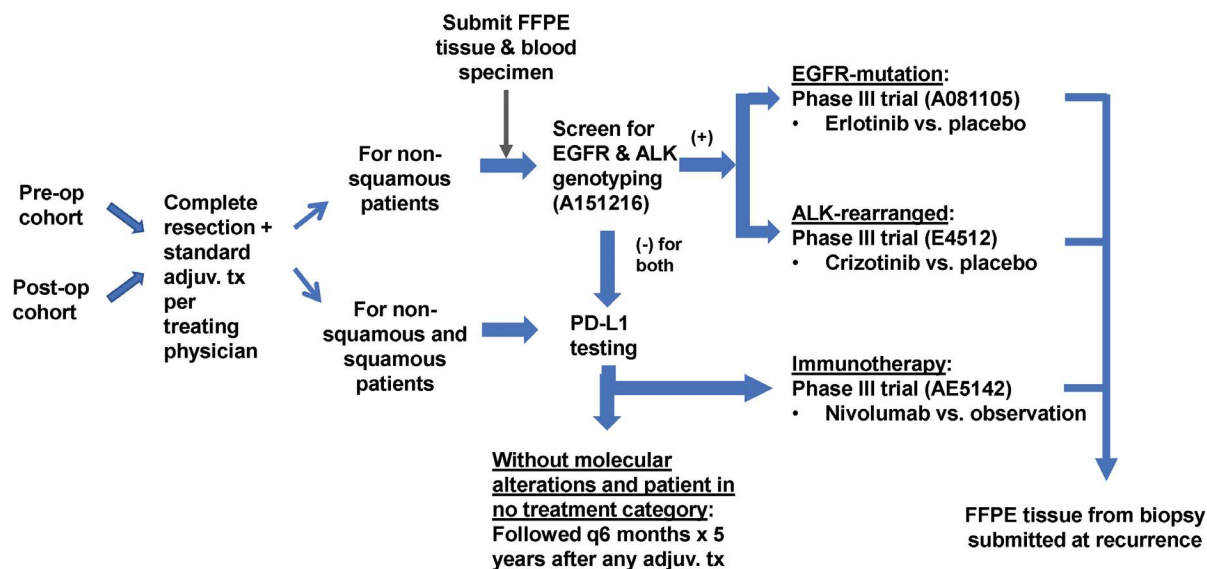 Submit FFPE
tissue & blood
specimen
Pre-op
cohort
Post-op
cohort
Complete
resection +
standard
adjuv. tx
per
treating
physician
For non-
squamous
patients
For non-
squamous and
squamous
patients
Screen for
EGFR & ALK
genotyping
(A151216)
(+)
(-) for
both
PD-L1
testing
EGFR-mutation:
Phase III trial (A081105)
• Erlotinib vs. placebo
ALK-rearranged:
Phase III trial (E4512)
• Crizotinib vs. placebo
Immunotherapy:
Phase III trial (AE5142)
• Nivolumab vs. observation
Without molecular
alterations and patient in
no treatment category:
Followed q6 months x 5
years after any adjuv. tx
FFPE tissue from biopsy
submitted at recurrence